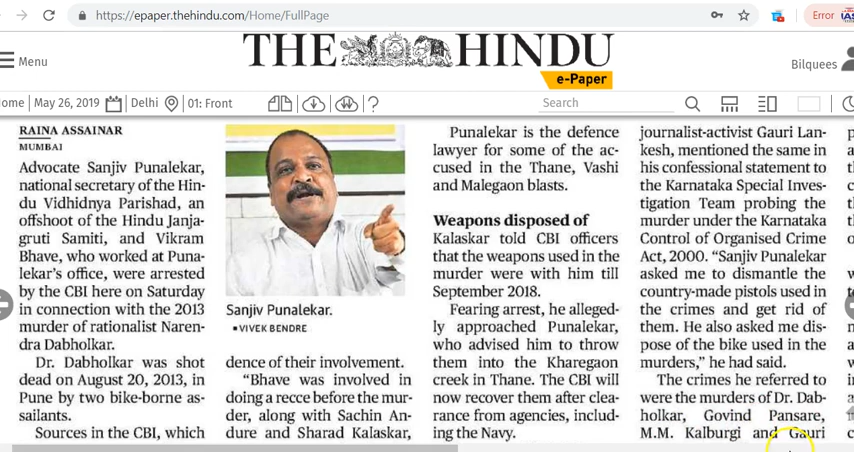 https://epaper.thehindu.com/Home/FullPage
Error
Menu
THE HINDU
e-Paper
Bilquees
ome | May 26, 2019 | Delhi | 01: Front
?
Search
RAINA ASSAINAR
MUMBAI
Advocate Sanjiv Punalekar,
national secretary of the Hin-
du Vidhidnya Parishad, an
offshoot of the Hindu Janja-
gruti Samiti, and Vikram
Bhave, who worked at Puna-
lekar's office, were arrested
by the CBI here on Saturday
in connection with the 2013
murder of rationalist Naren-
dra Dabholkar.
Dr. Dabholkar was shot
dead on August 20, 2013, in
Pune by two bike-borne as-
sailants.
Sources in the CBI, which
Sanjiv Punalekar.
▪VIVEK BENDRE
dence of their involvement.
“Bhave was involved in
doing a recce before the mur-
der, along with Sachin An-
dure and Sharad Kalaskar,
Punalekar is the defence
lawyer for some of the ac-
cused in the Thane, Vashi
and Malegaon blasts.
Weapons disposed of
Kalaskar told CBI officers
that the weapons used in the
murder were with him till
September 2018.
Fearing arrest, he alleged-
ly approached Punalekar,
who advised him to throw
them into the Kharegaon
creek in Thane. The CBI will
now recover them after clea-
rance from agencies, includ-
ing the Navy.
journalist-activist Gauri Lan-
kesh, mentioned the same in
his confessional statement to
the Karnataka Special Inves-
tigation Team probing the
murder under the Karnataka
Control of Organised Crime
Act, 2000. “Sanjiv Punalekar
asked me to dismantle the
country-made pistols used in
the crimes and get rid of
them. He also asked me dis-
pose of the bike used in the
murders,” he had said.
The crimes he referred to
were the murders of Dr. Dab-
holkar, Govind Pansare,
M.M. Kalburgi and Gauri